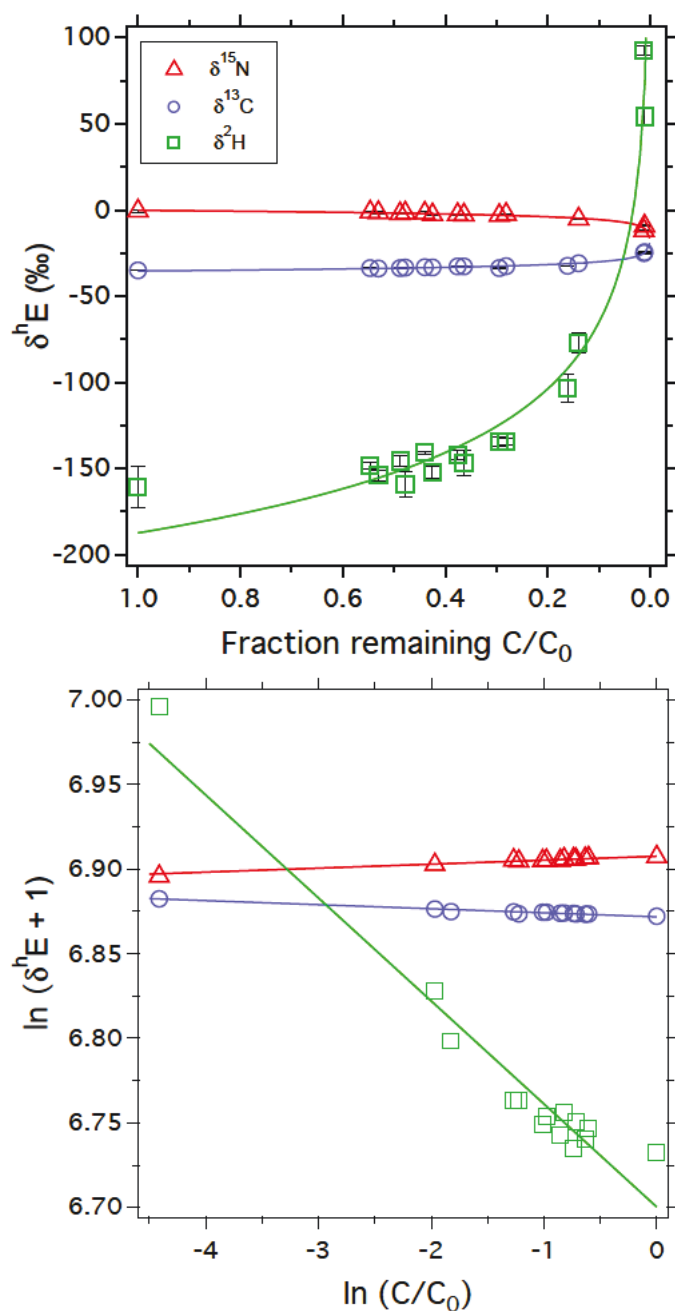 100
50
0
-50
-100
-150
-200
δʰE (‰)
δ¹⁵N
δ¹³C
δ²H
1.0 0.8 0.6 0.4 0.2 0.0
Fraction remaining C/C₀
7.00
6.95
6.90
6.85
6.80
6.75
6.70
ln (δʰE + 1)
-4 -3 -2 -1 0
ln (C/C₀)